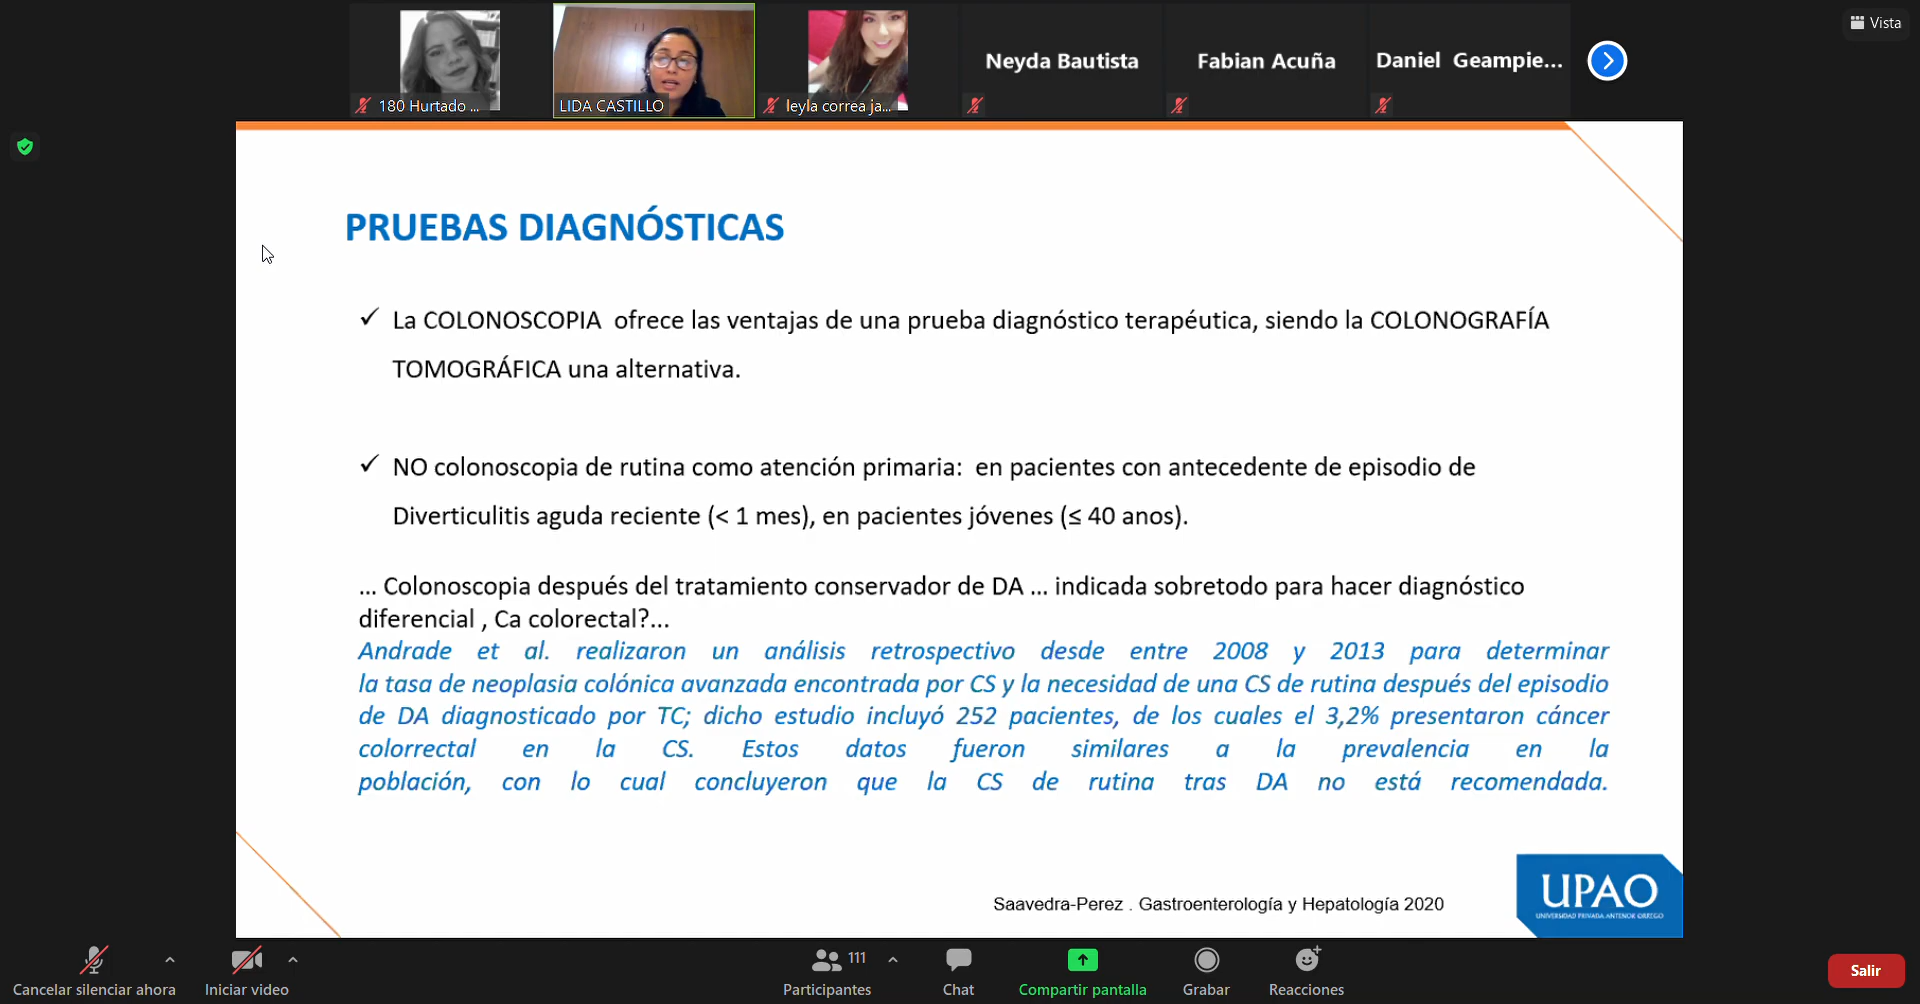 180 Hurtado ...
LIDA CASTILLO
leyla correa ja...
Neyda Bautista
Fabian Acuña
Daniel Geampie...
Vista
PRUEBAS DIAGNÓSTICAS
✓ La COLONOSCOPIA ofrece las ventajas de una prueba diagnóstico terapéutica, siendo la COLONOGRAFÍA
TOMOGRÁFICA una alternativa.
✓ NO colonoscopia de rutina como atención primaria: en pacientes con antecedente de episodio de
Diverticulitis aguda reciente (< 1 mes), en pacientes jóvenes (≤ 40 anos).
... Colonoscopia después del tratamiento conservador de DA ... indicada sobretodo para hacer diagnóstico
diferencial , Ca colorectal?...
Andrade et al. realizaron un análisis retrospectivo desde entre 2008 y 2013 para determinar
la tasa de neoplasia colónica avanzada encontrada por CS y la necesidad de una CS de rutina después del episodio
de DA diagnosticado por TC; dicho estudio incluyó 252 pacientes, de los cuales el 3,2% presentaron cáncer
colorrectal en la CS. Estos datos fueron similares a la prevalencia en la
población, con lo cual concluyeron que la CS de rutina tras DA no está recomendada.
Saavedra-Perez . Gastroenterología y Hepatología 2020
UPAO
UNIVERSIDAD PRIVADA ANTENOR ORREGO
Cancelar silenciar ahora
Iniciar video
111
Participantes
Chat
Compartir pantalla
Grabar
Reacciones
Salir